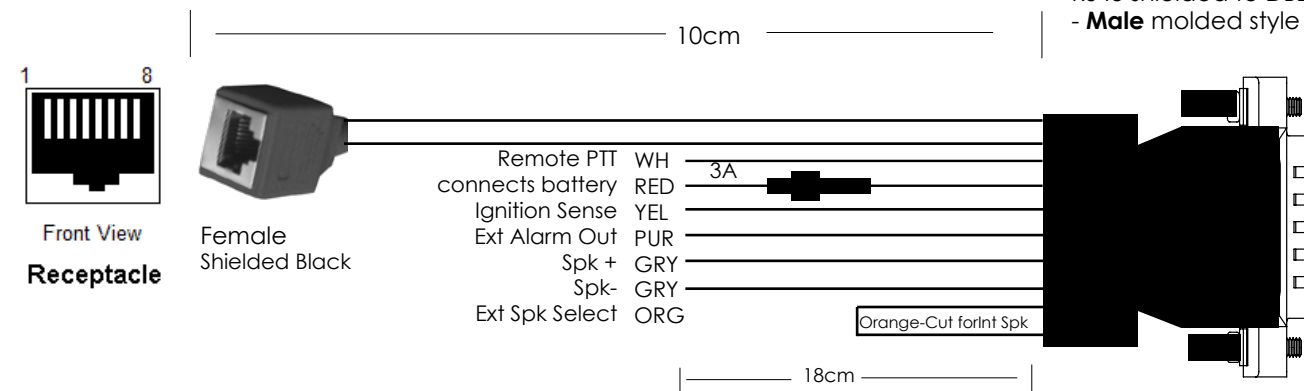 - Male molded style
10cm
1 8
Front View
Receptacle
Female
Shielded Black
Remote PTT WH
3A
connects battery RED
Ignition Sense YEL
Ext Alarm Out PUR
Spk + GRY
Spk- GRY
Ext Spk Select ORG
Orange-Cut forInt Spk
18cm